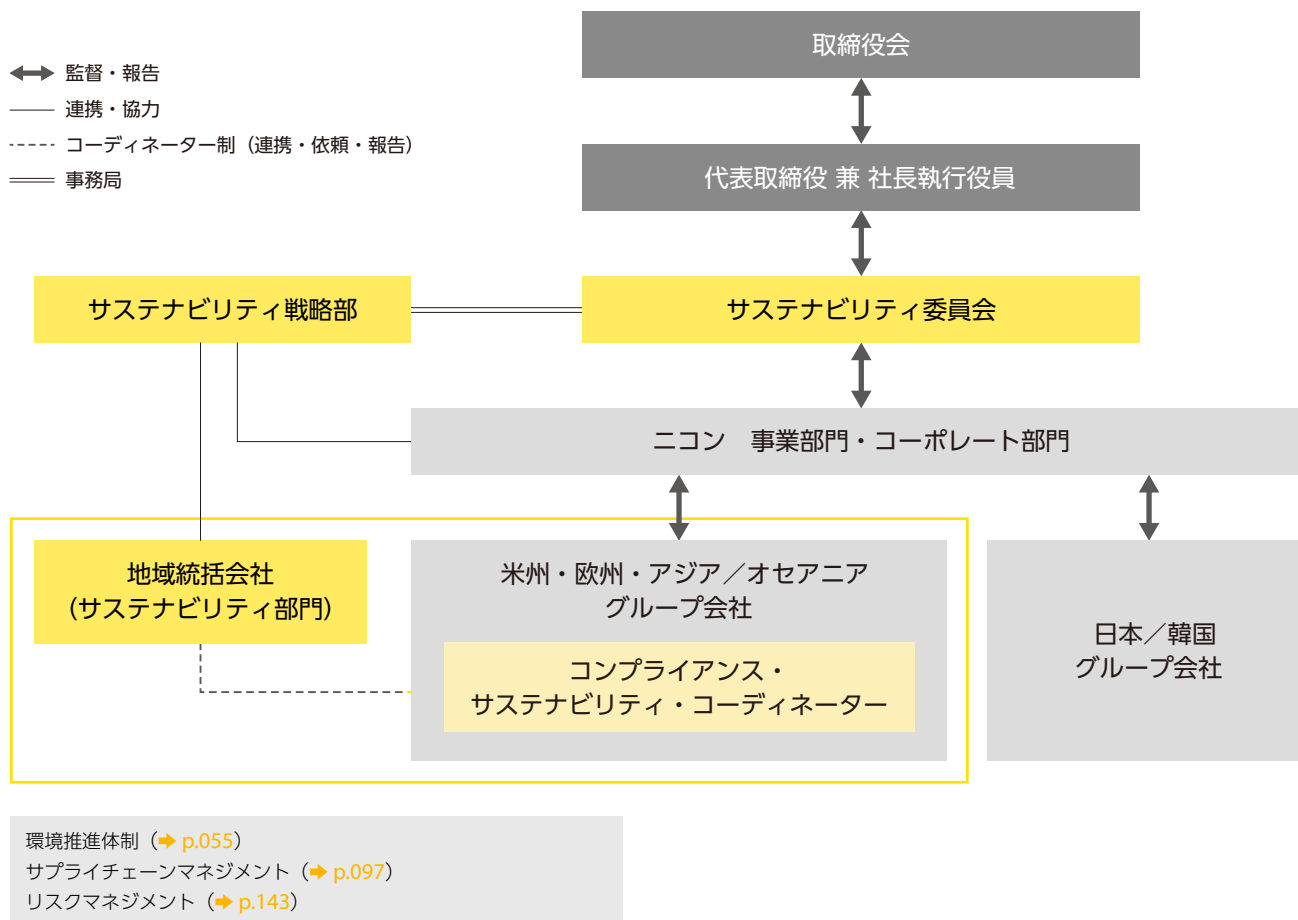 取締役会
監督・報告
連携・協力
コーディネーター制（連携・依頼・報告）
事務局
代表取締役 兼 社長執行役員
サステナビリティ戦略部
サステナビリティ委員会
ニコン　事業部門・コーポレート部門
地域統括会社
（サステナビリティ部門）
米州・欧州・アジア／オセアニア
グループ会社
コンプライアンス・
サステナビリティ・コーディネーター
日本／韓国
グループ会社
環境推進体制（➡ p.055）
サプライチェーンマネジメント（➡ p.097）
リスクマネジメント（➡ p.143）